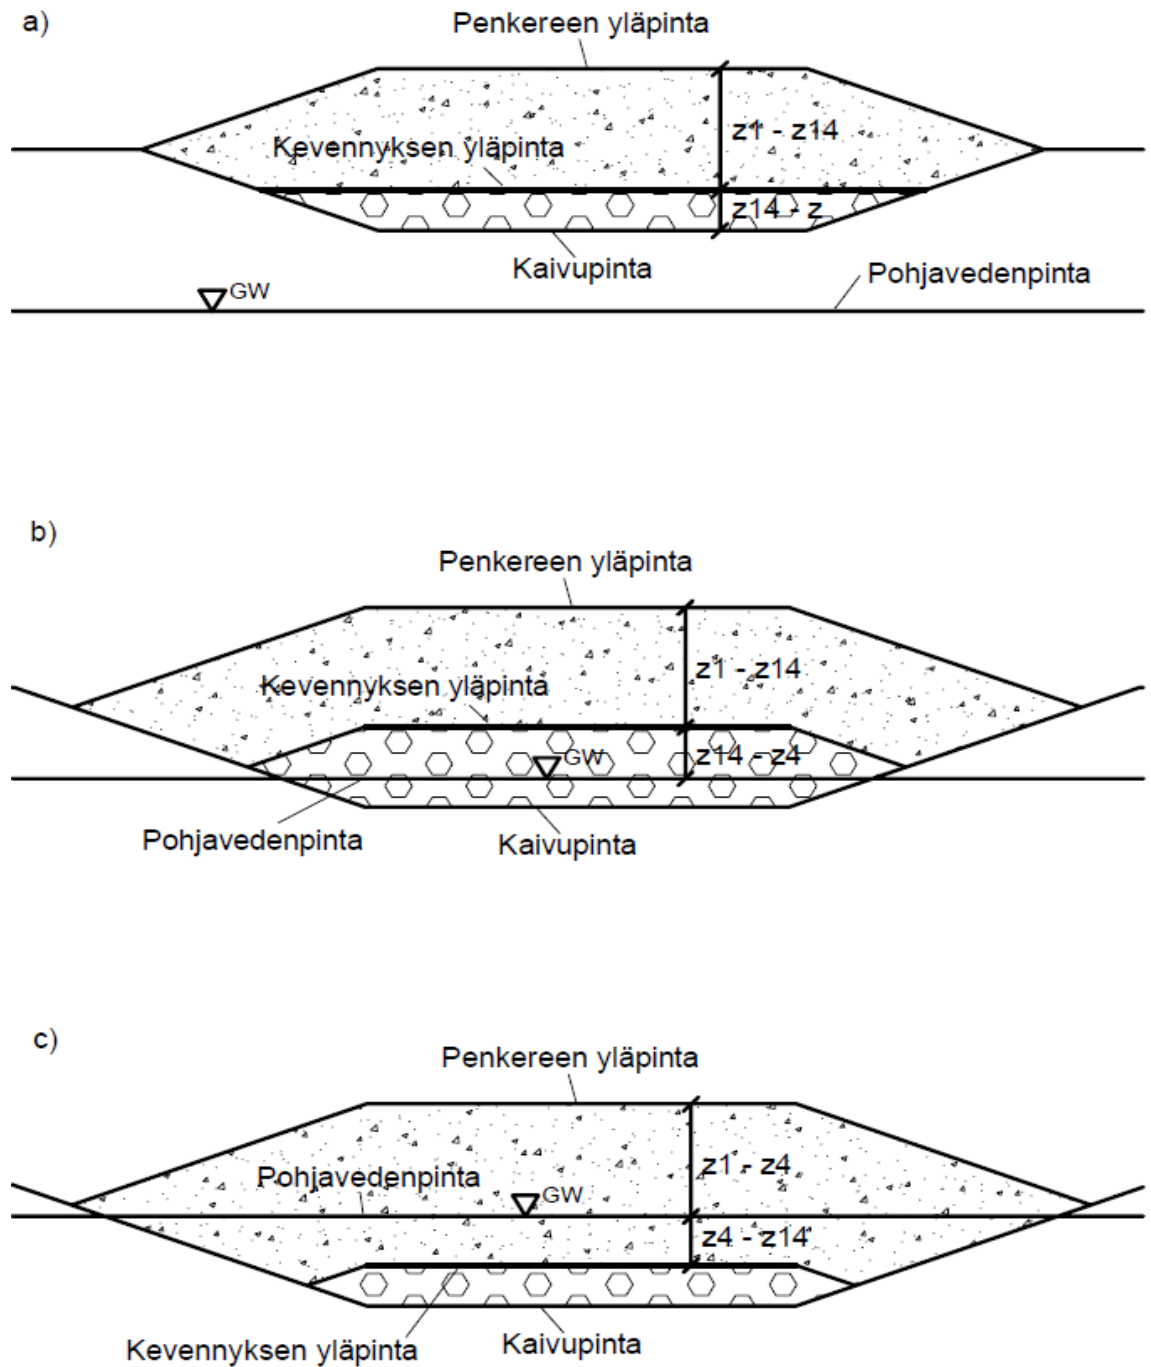 a)
Penkereen yläpinta
z1 - z14
Kevennyksen yläpinta
z14 - z
Kaivupinta
Pohjavedenpinta
GW
b)
Penkereen yläpinta
z1 - z14
Kevennyksen yläpinta
GW
z14 - z4
Pohjavedenpinta
Kaivupinta
c)
Penkereen yläpinta
z1 - z4
Pohjavedenpinta
GW
z4 - z14
Kevennyksen yläpinta
Kaivupinta